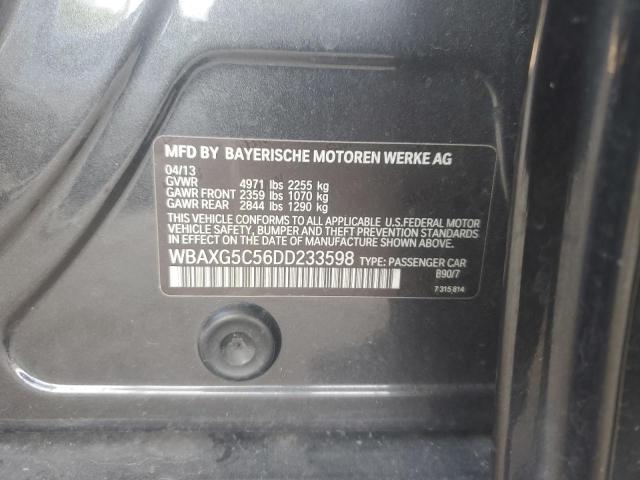 MFD BY BAYERISCHE MOTOREN WERKE AG
04/13
GVWR 4971 lbs 2255 kg
GAWR FRONT 2359 lbs 1070 kg
GAWR REAR 2844 lbs 1290 kg
THIS VEHICLE CONFORMS TO ALL APPLICABLE U.S.FEDERAL MOTOR
VEHICLE SAFETY, BUMPER AND THEFT PREVENTION STANDARDS
IN EFFECT ON THE DATE OF MANUFACTURE SHOWN ABOVE.
WBAXG5C56DD233598 TYPE: PASSENGER CAR
B90/7
7 315 814